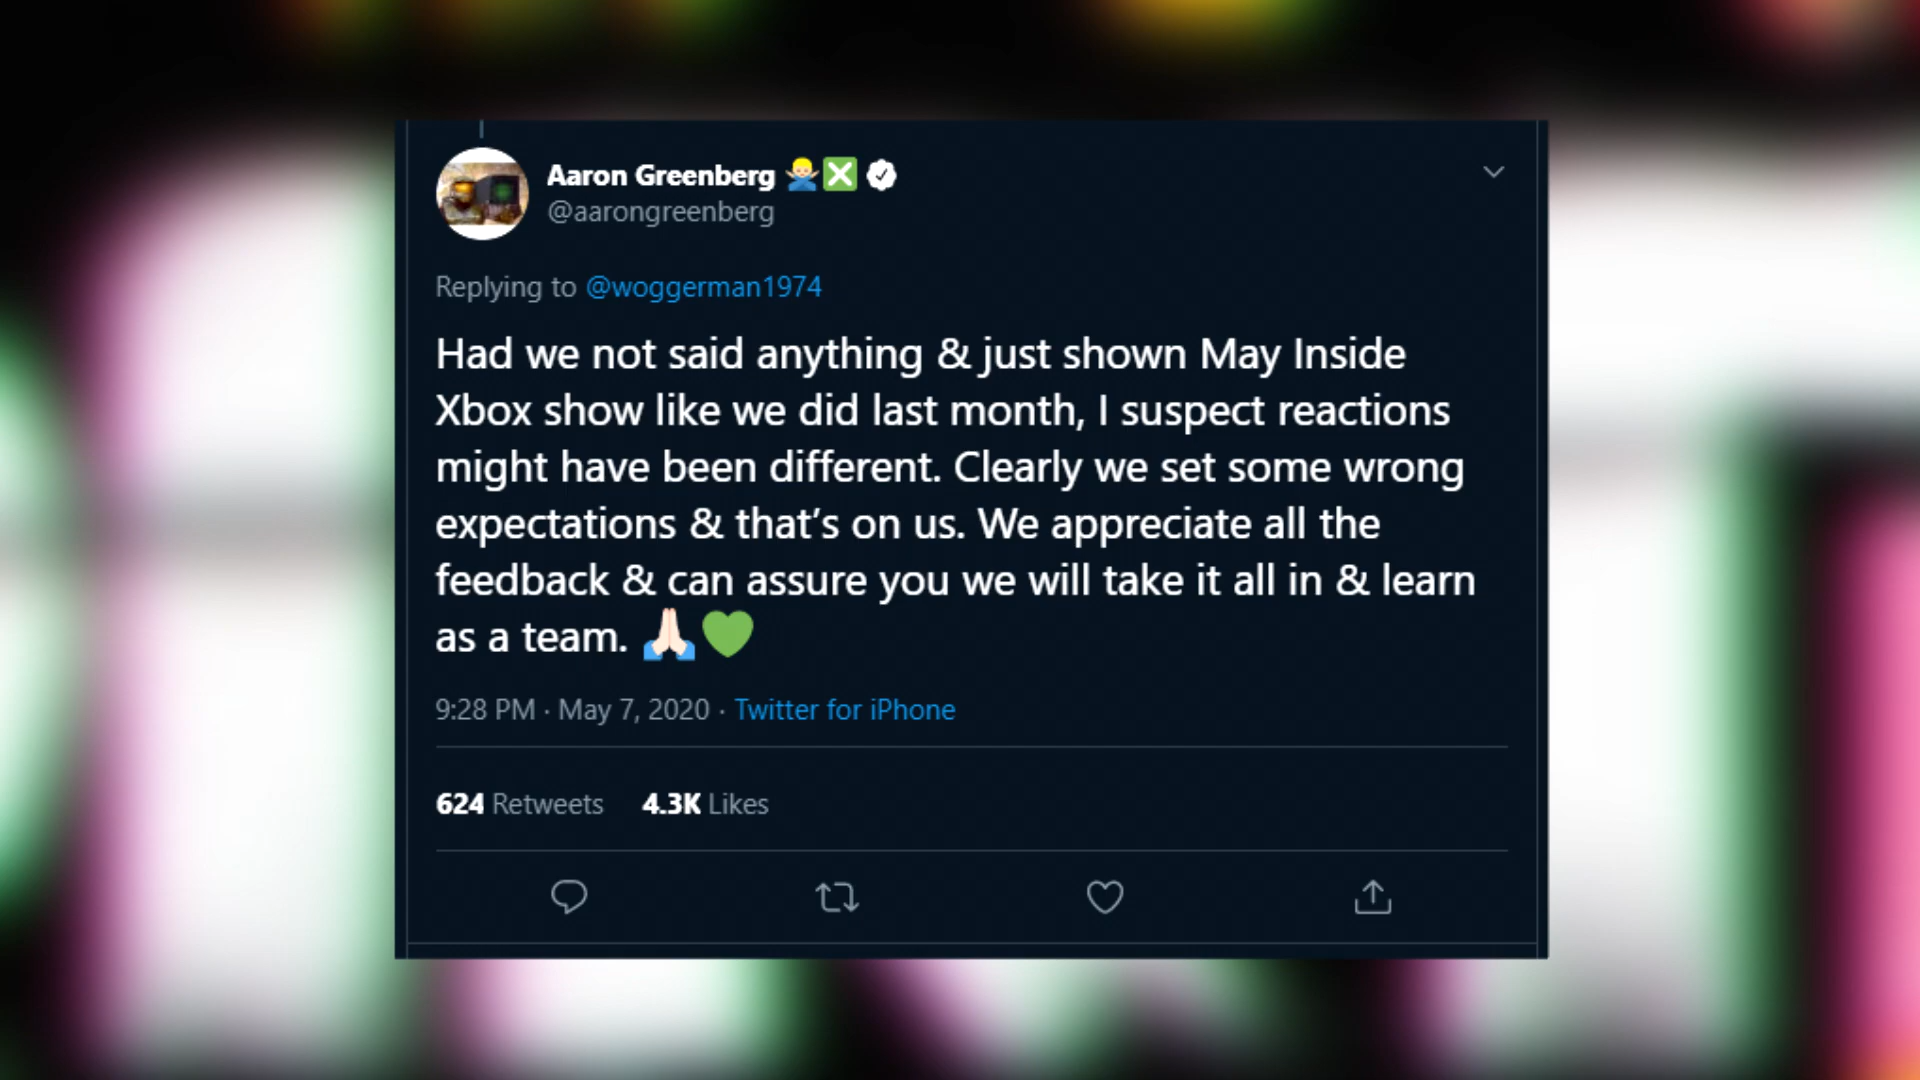 Aaron Greenberg 🙅🏼‍♂️❎
@aarongreenberg
Replying to @woggerman1974
Had we not said anything & just shown May Inside
Xbox show like we did last month, I suspect reactions
might have been different. Clearly we set some wrong
expectations & that’s on us. We appreciate all the
feedback & can assure you we will take it all in & learn
as a team. 🙏🏻💚
9:28 PM · May 7, 2020 · Twitter for iPhone
624 Retweets 4.3K Likes